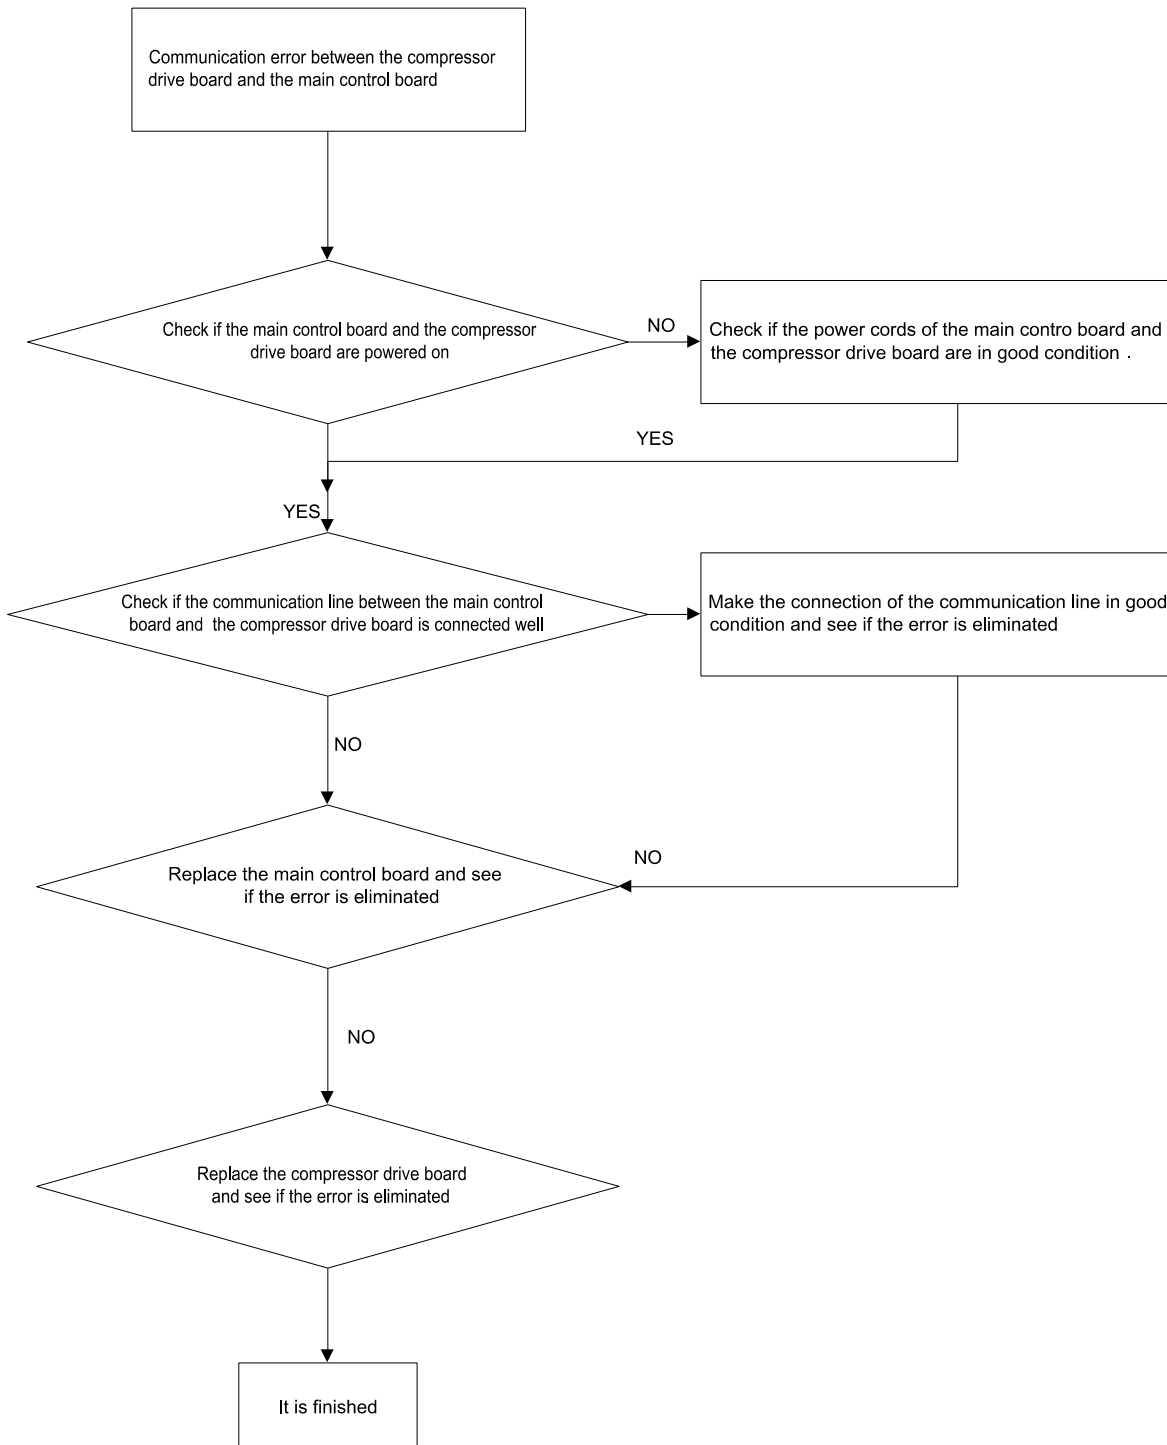 Communication error between the compressor
drive board and the main control board
Check if the main control board and the compressor
drive board are powered on
NO
Check if the power cords of the main contro board and
the compressor drive board are in good condition .
YES
YES
Check if the communication line between the main control
board and the compressor drive board is connected well
Make the connection of the communication line in good
condition and see if the error is eliminated
NO
Replace the main control board and see
if the error is eliminated
NO
NO
Replace the compressor drive board
and see if the error is eliminated
It is finished